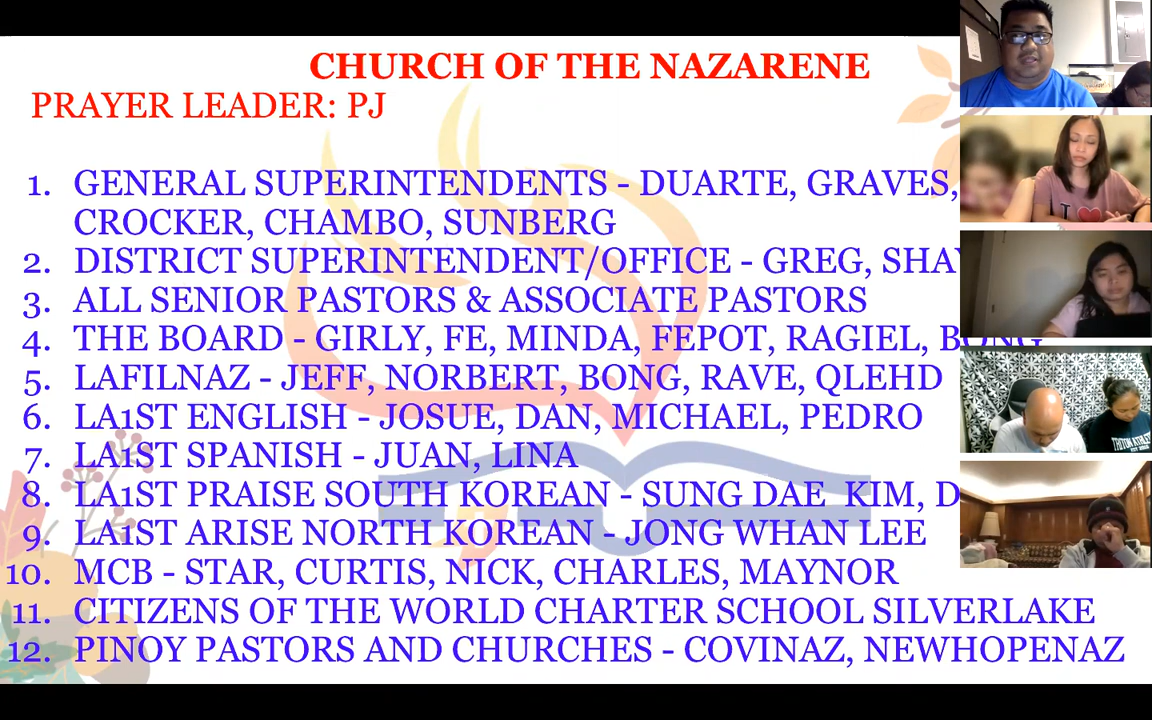 CHURCH OF THE NAZARENE
PRAYER LEADER: PJ
1. GENERAL SUPERINTENDENTS - DUARTE, GRAVES,
CROCKER, CHAMBO, SUNBERG
2. DISTRICT SUPERINTENDENT/OFFICE - GREG,
3. ALL SENIOR PASTORS & ASSOCIATE PASTORS
4. THE BOARD - GIRLY, FE, MINDA, FEPOT, RAGIEL, BONG
5. LAFILNAZ - JEFF, NORBERT, BONG, RAVE, QLEHD
6. LA1ST ENGLISH - JOSUE, DAN, MICHAEL, PEDRO
7. LA1ST SPANISH - JUAN, LINA
8. LA1ST PRAISE SOUTH KOREAN - SUNG DAE KIM,
9. LA1ST ARISE NORTH KOREAN - JONG WHAN LEE
10. MCB - STAR, CURTIS, NICK, CHARLES, MAYNOR
11. CITIZENS OF THE WORLD CHARTER SCHOOL SILVERLAKE
12. PINOY PASTORS AND CHURCHES - COVINAZ, NEWHOPENAZ
I
TRITON